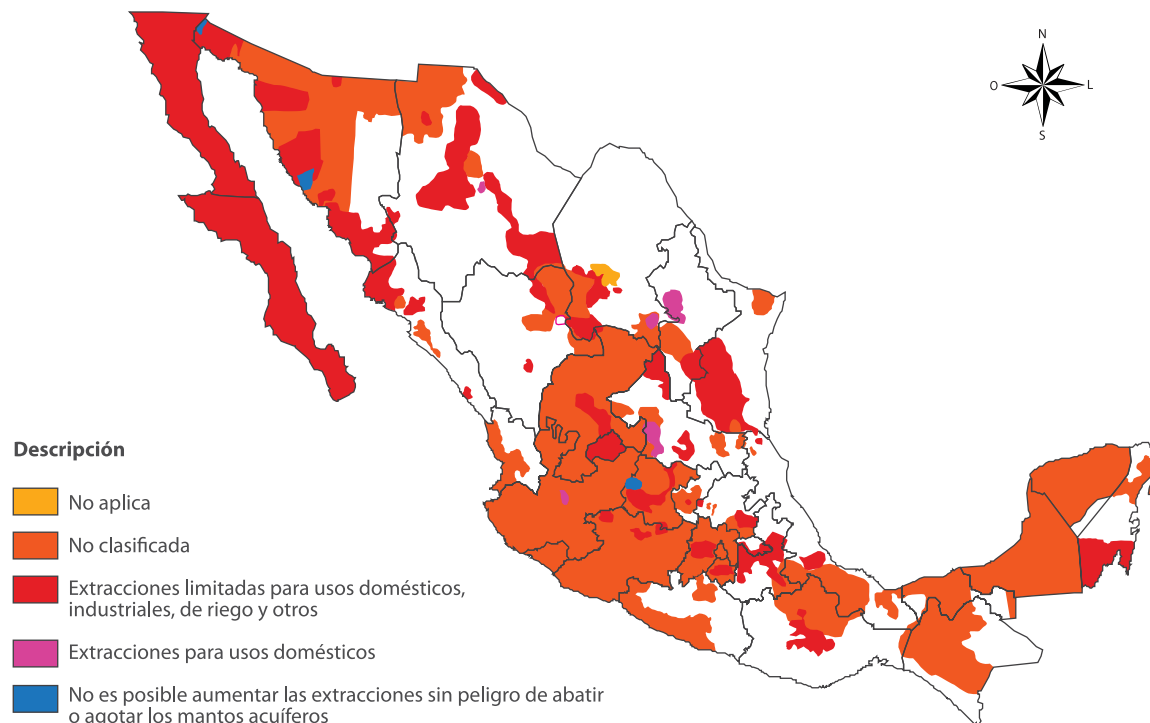 N
O
L
S
Descripción
No aplica
No clasificada
Extracciones limitadas para usos domésticos,
industriales, de riego y otros
Extracciones para usos domésticos
No es posible aumentar las extracciones sin peligro de abatir
o agotar los mantos acuíferos